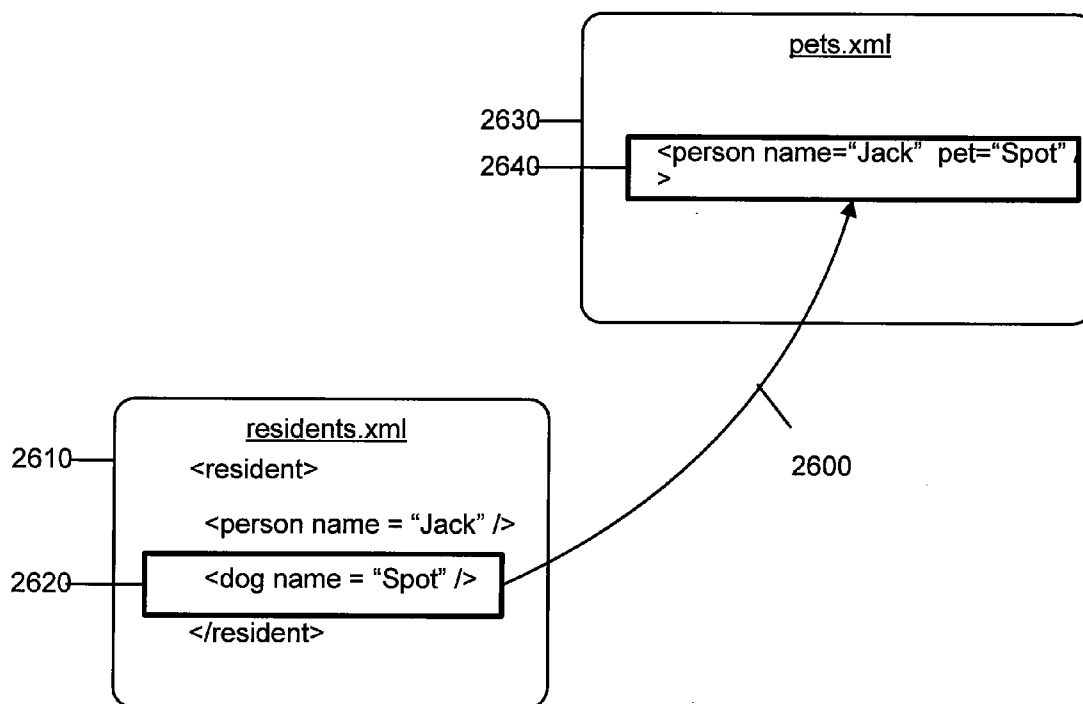 pets.xml
2630
2640
<person name="Jack" pet="Spot" /
>
residents.xml
2610
<resident>
2600
<person name = "Jack" />
2620
<dog name = "Spot" />
</resident>